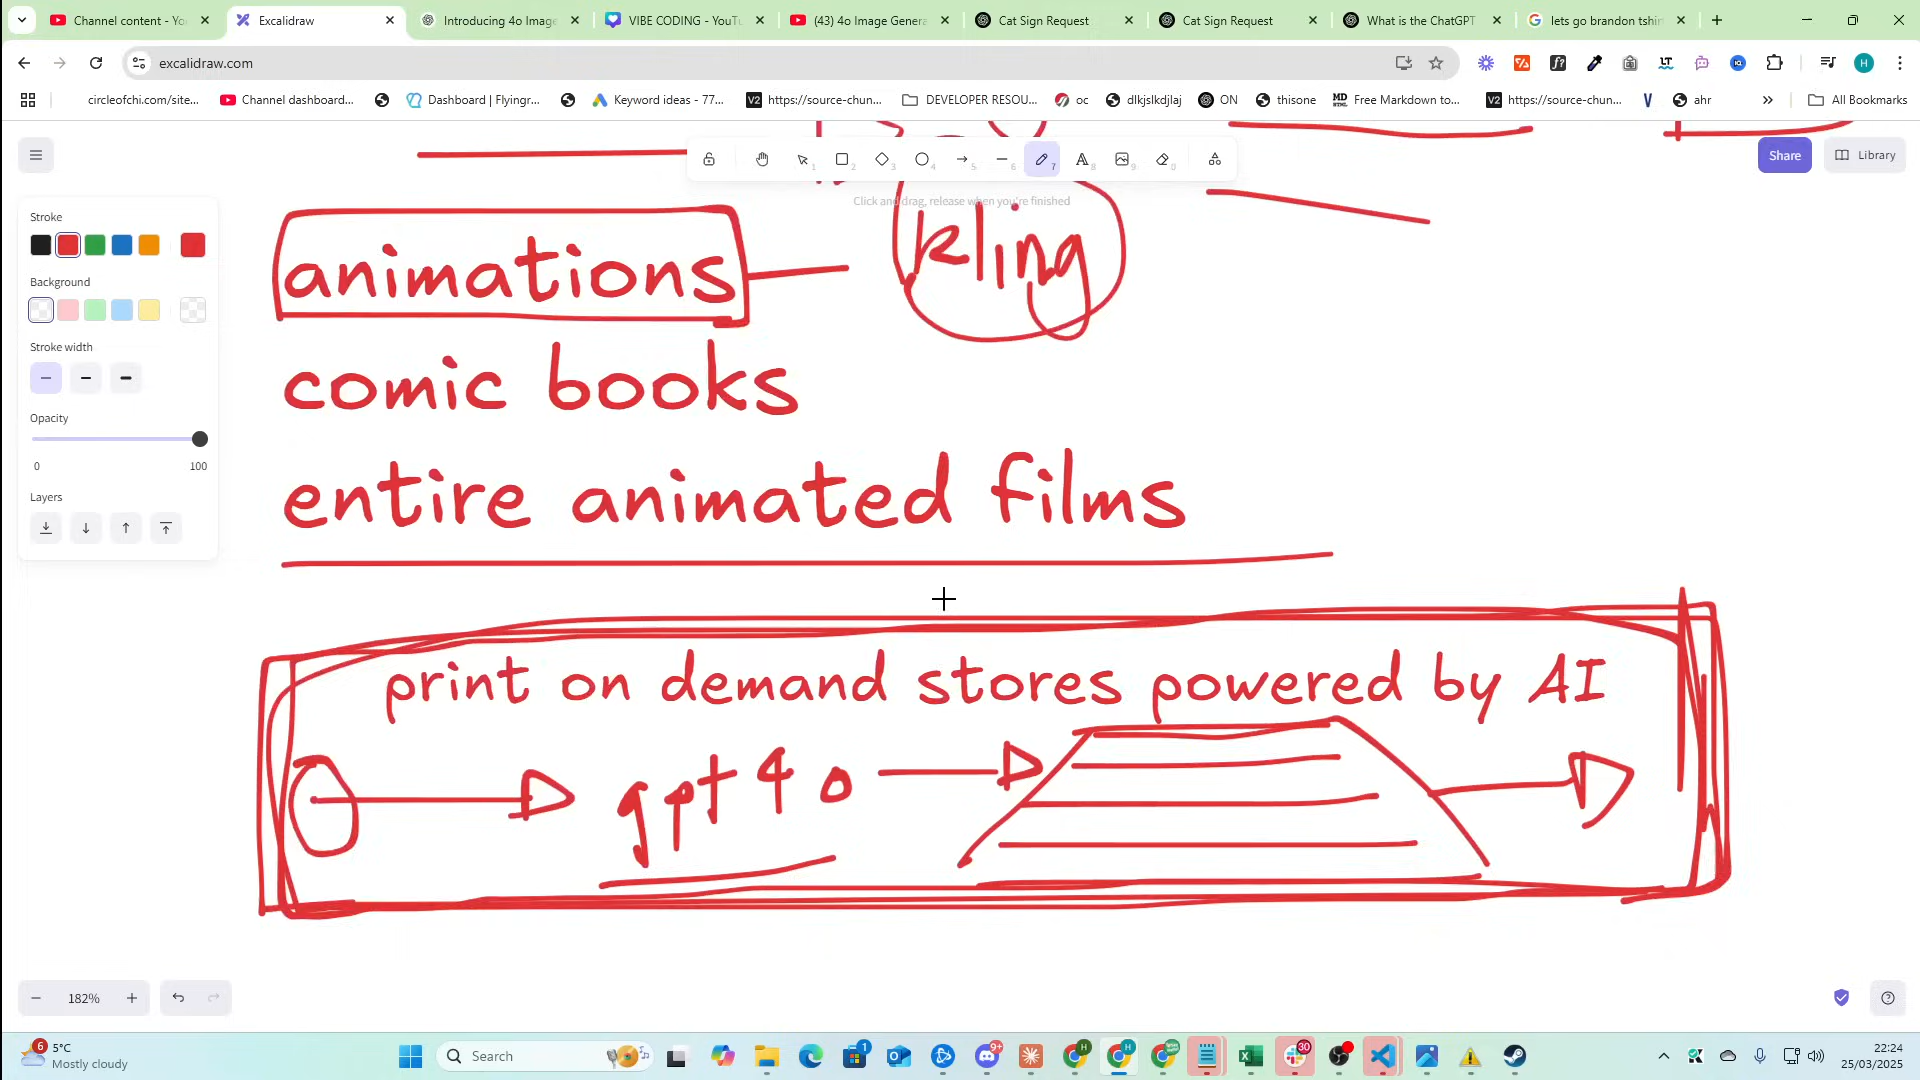 Channel content - Yo
Excalidraw
Introducing 4o Image
VIBE CODING - YouTu
(43) 4o Image Genera
Cat Sign Request
Cat Sign Request
What is the ChatGPT
lets go brandon tshir
excalidraw.com
circleofchi.com/site...
Channel dashboard...
Dashboard | Flyingr...
Keyword ideas - 77...
https://source-chun...
DEVELOPER RESOU...
oc
dlkjslkdjlaj
ON
thisone
Free Markdown to...
https://source-chun...
ahr
All Bookmarks
Share
Library
Click and drag, release when you're finished
Stroke
Background
Stroke width
Opacity
0 100
Layers
animations
kling
comic books
entire animated films
print on demand stores powered by AI
gpt 4 o
182%
6
5°C
Mostly cloudy
Search
1
9+
30
22:24
25/03/2025